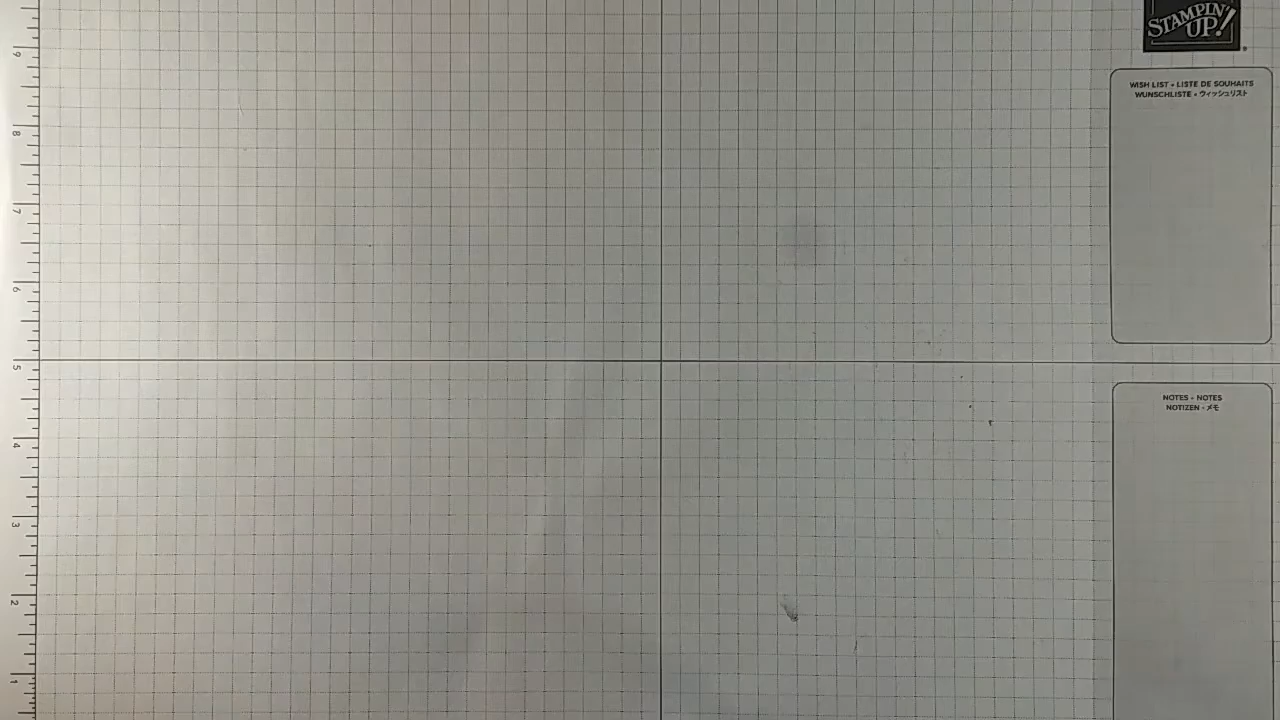 STAMPIN'
UP!®
WISH LIST • LISTE DE SOUHAITS
WUNSCHLISTE • ウィッシュリスト
NOTES • NOTES
NOTIZEN • メモ
9
8
7
6
5
4
3
2
1